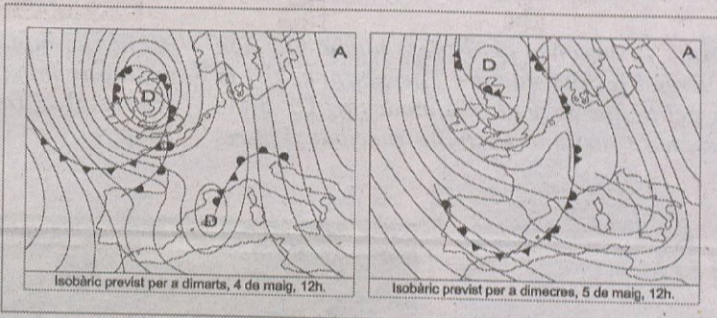 A
D
D
Isobàric previst per a dimarts, 4 de maig, 12h.
A
D
Isobàric previst per a dimecres, 5 de maig, 12h.